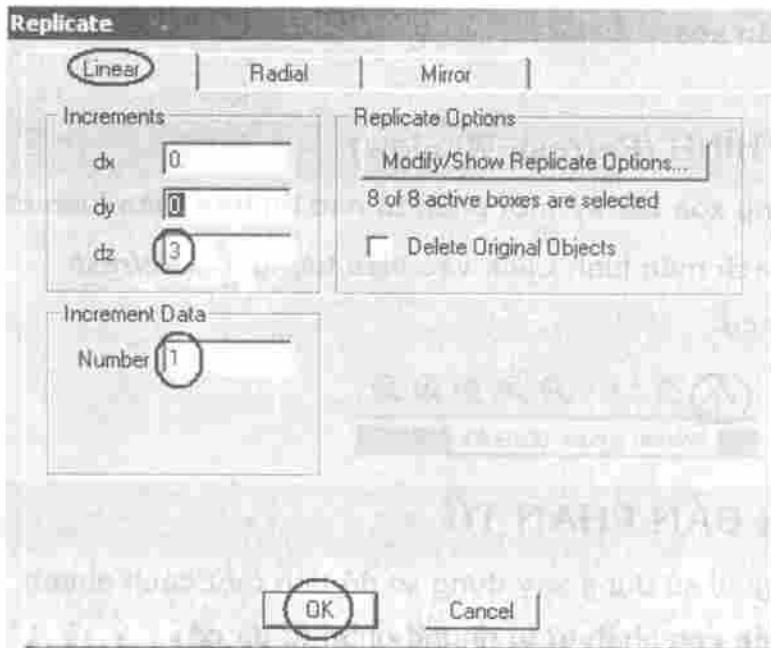 Replicate
Linear
Radial
Mirror
Increments
dx 0.
dy 0
dz 3
Increment Data
Number 1
Replicate Options
Modify/Show Replicate Options...
8 of 8 active boxes are selected
Delete Original Objects
OK
Cancel